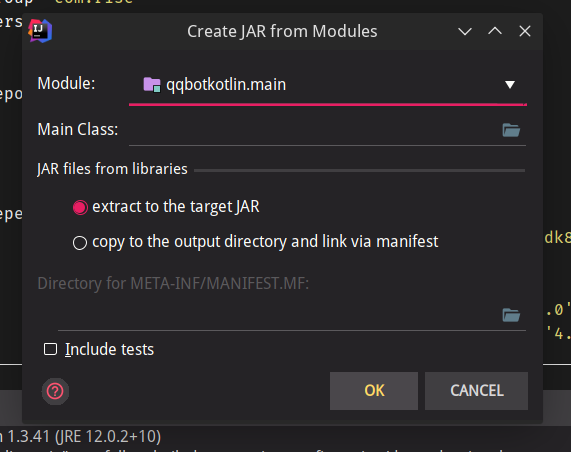 "com.rise"
Create JAR from Modules
ers
Module: qqbotkotlin.main
epo
Main Class:
JAR files from libraries
extract to the target JAR
epe
dk8
copy to the output directory and link via manifest
Directory for META-INF/MANIFEST.MF:
.0'
'4.
Include tests
?
OK
CANCEL
1.3.41 (JRE 12.0.2+10)